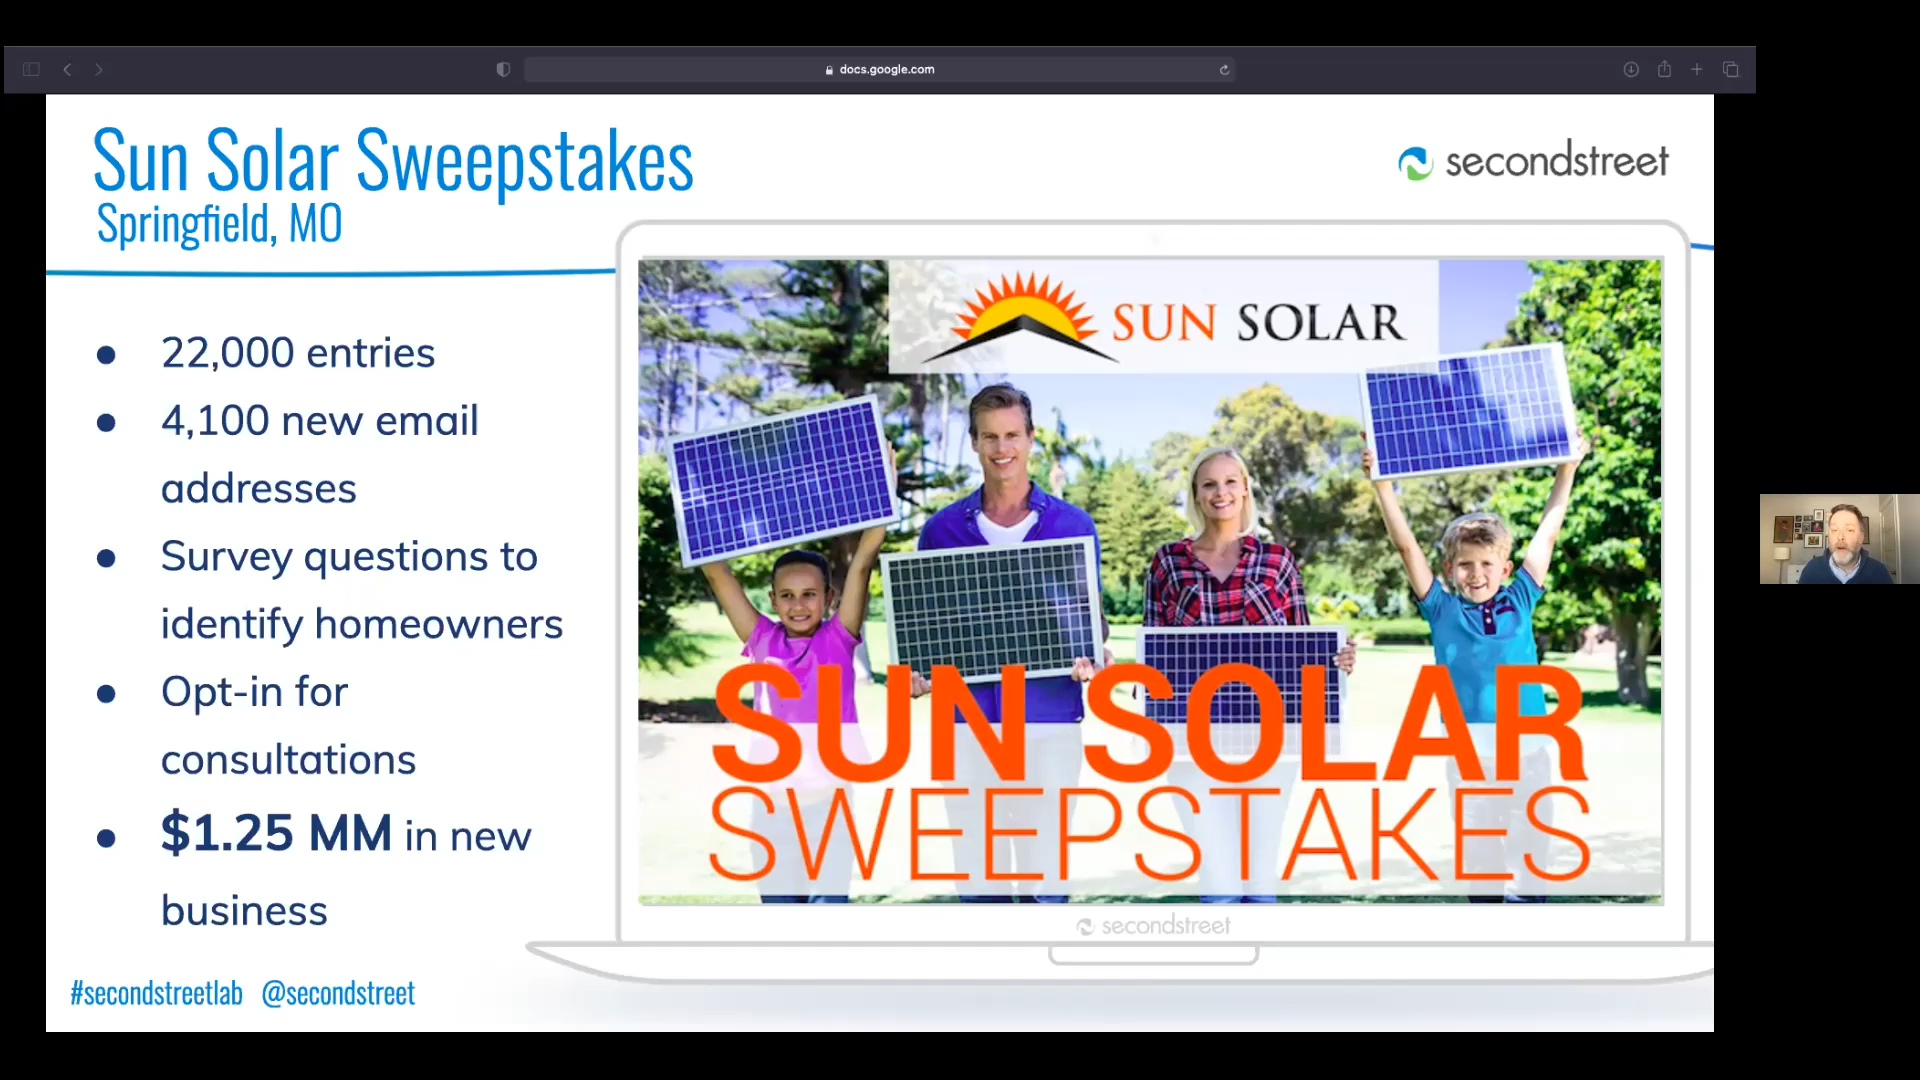 docs.google.com
Sun Solar Sweepstakes
Springfield, MO
secondstreet
22,000 entries
4,100 new email
addresses
Survey questions to
identify homeowners
Opt-in for
consultations
$1.25 MM in new
business
SUN SOLAR
SUN SOLAR
SWEEPSTAKES
secondstreet
#secondstreetlab @secondstreet